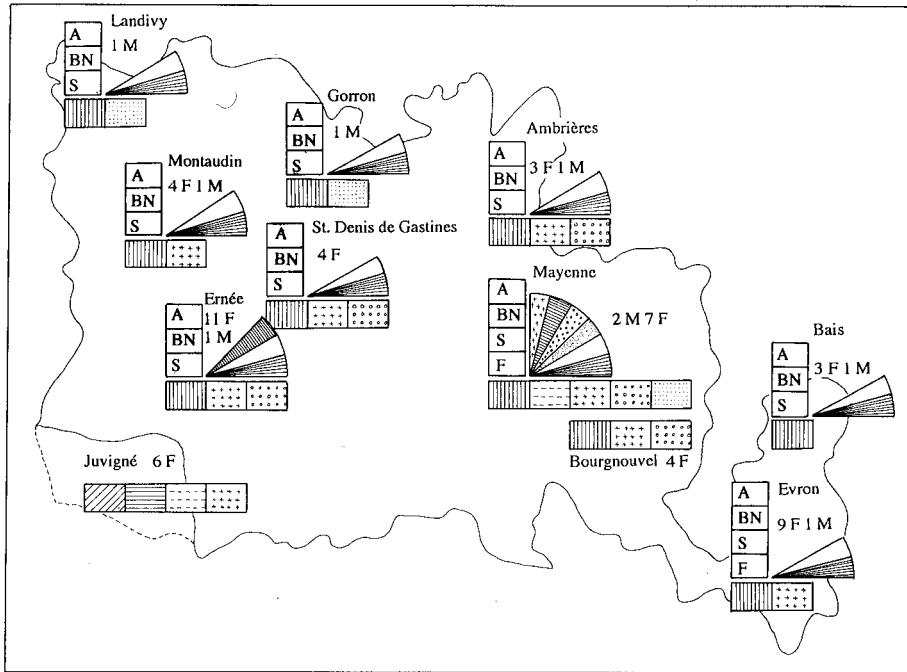 Landivy
1 M
A
BN
S
Gorron
1 M
A
BN
S
Ambrières
3 F 1 M
A
BN
S
Montaudin
4 F 1 M
A
BN
S
St. Denis de Gastines
4 F
A
BN
S
Ernée
11 F
1 M
A
BN
S
Mayenne
2 M 7 F
A
BN
S
F
Bais
3 F 1 M
A
BN
S
Bourgnouvel 4 F
Juvigné 6 F
Evron
9 F 1 M
A
BN
S
F